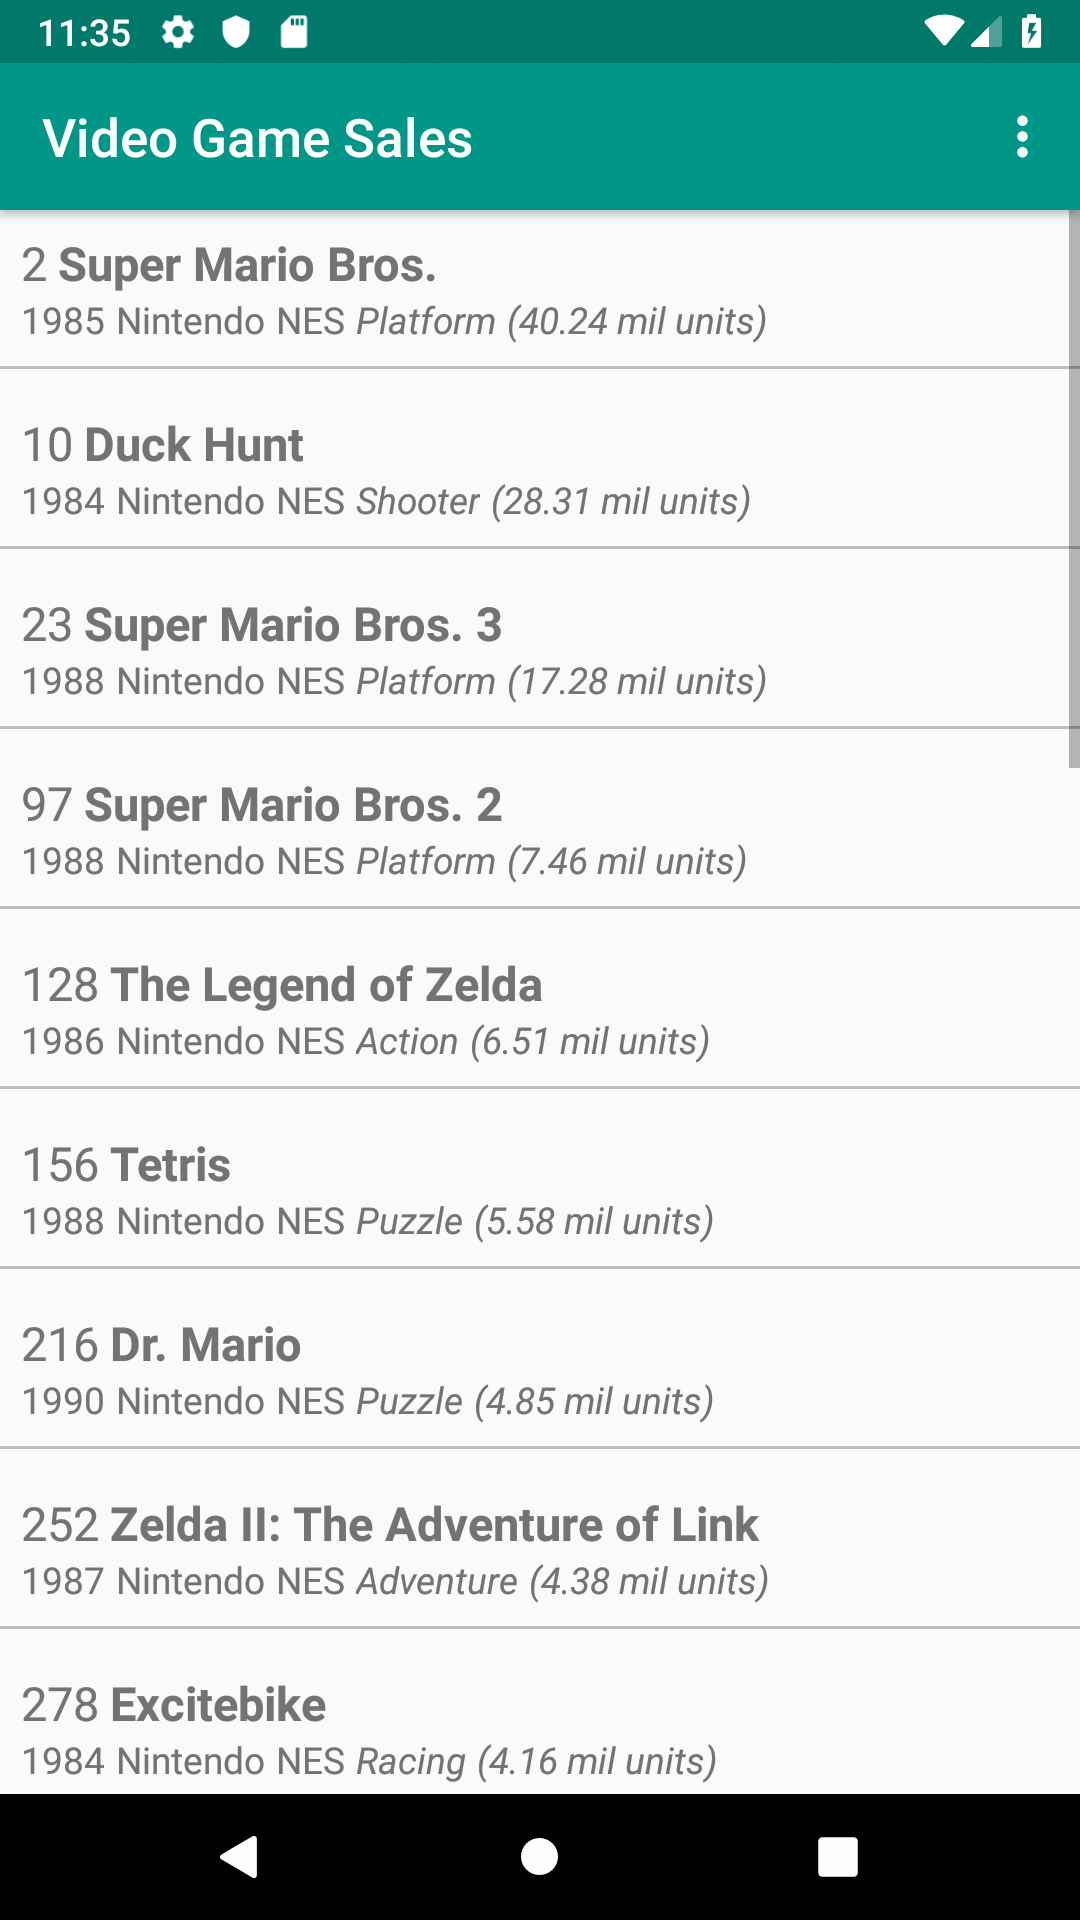 11:35
Video Game Sales
2 Super Mario Bros.
1985 Nintendo NES Platform (40.24 mil units)
10 Duck Hunt
1984 Nintendo NES Shooter (28.31 mil units)
23 Super Mario Bros. 3
1988 Nintendo NES Platform (17.28 mil units)
97 Super Mario Bros. 2
1988 Nintendo NES Platform (7.46 mil units)
128 The Legend of Zelda
1986 Nintendo NES Action (6.51 mil units)
156 Tetris
1988 Nintendo NES Puzzle (5.58 mil units)
216 Dr. Mario
1990 Nintendo NES Puzzle (4.85 mil units)
252 Zelda II: The Adventure of Link
1987 Nintendo NES Adventure (4.38 mil units)
278 Excitebike
1984 Nintendo NES Racing (4.16 mil units)